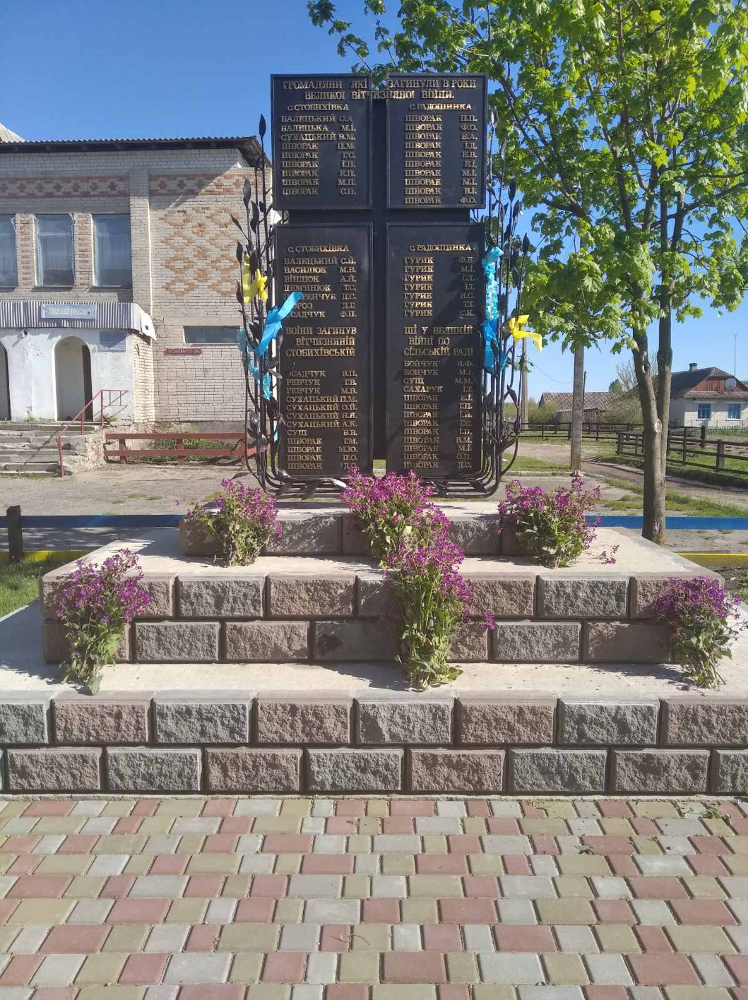 ГРОМАДЯНИ ЯКІ ЗАГИНУЛИ В РОКИ
ВЕЛИКОЇ ВІТЧИЗНЯНОЇ ВІЙНИ.
С. СТОБИХІВКА
БАЛЕЦЬКИЙ С.А
БАЛЕЦЬКА М.І.
СУХАЦЬКИЙ В.М.
ШВОРАК П.М.
ШВОРАК Г.С.
ШВОРАК І.П.
ШВОРАК Е.П.
ШВОРАК М.П.
ШВОРАК С.П.
С. РАДОШИНКА
ШВОРАК П.П.
ШВОРАК Ф.О.
ШВОРАК Е.А.
ШВОРАК І.Д.
ШВОРАК Е.В.
ШВОРАК Е.І.
ШВОРАК М.І.
ШВОРАК М.І.
ШВОРАК В.І.
ШВОРАК Ф.О.
С. СТОБИХІВКА
БАЛЕЦЬКИЙ С.Й.
ВАСИЛЮК М.В.
ВІНДЮК А.Й.
ДЕМ'ЯНЮК Т.С.
Д.С.
Д.Г.
ОСАДЧУК Ф.П.
С. РАДОШИНКА
ГУРИК Ф.К.
ГУРИК М.І.
ГУРИК І.Л.
ГУРИК І.Т.
ГУРИК Я.С.
ГУРИК Т.Т.
ГУРИК С.К.
ВОЇНИ ЗАГИНУВ ШІ У ВЕЛИКІЙ
ВІТЧИЗНЯНІЙ ВІЙНІ ПО
СТОБИХІВСЬКІЙ СІЛЬСЬКІЙ РАДІ
ОСАДЧУК В.П.
РЕВЧУК Г.В.
РЕВЧУК М.В.
СУХАЦЬКИЙ П.М.
СУХАЦЬКИЙ О.Й.
СУХАЦЬКИЙ Я.Я.
СУХАЦЬКИЙ А.К.
СУЩ В.В.
ШВОРАК Г.М.
ШВОРАК М.Ю.
ШВОРАК П.О.
ШВОРАК Д.С.
БОЙЧУК Я.Ф.
БОЙЧУК М.І.
СУЩ М.М.
САХАРУК І.Т.
ШВОРАК Е.І.
ШВОРАК Г.П.
ШВОРАК Г.И.
ШВОРАК Г.С.
ШВОРАК І.П.
ШВОРАК В.М.
ШВОРАК М.І.
ШВОРАК О.П.
ШВОРАК П.С.
ЛАСКАВО ПРОСИМО